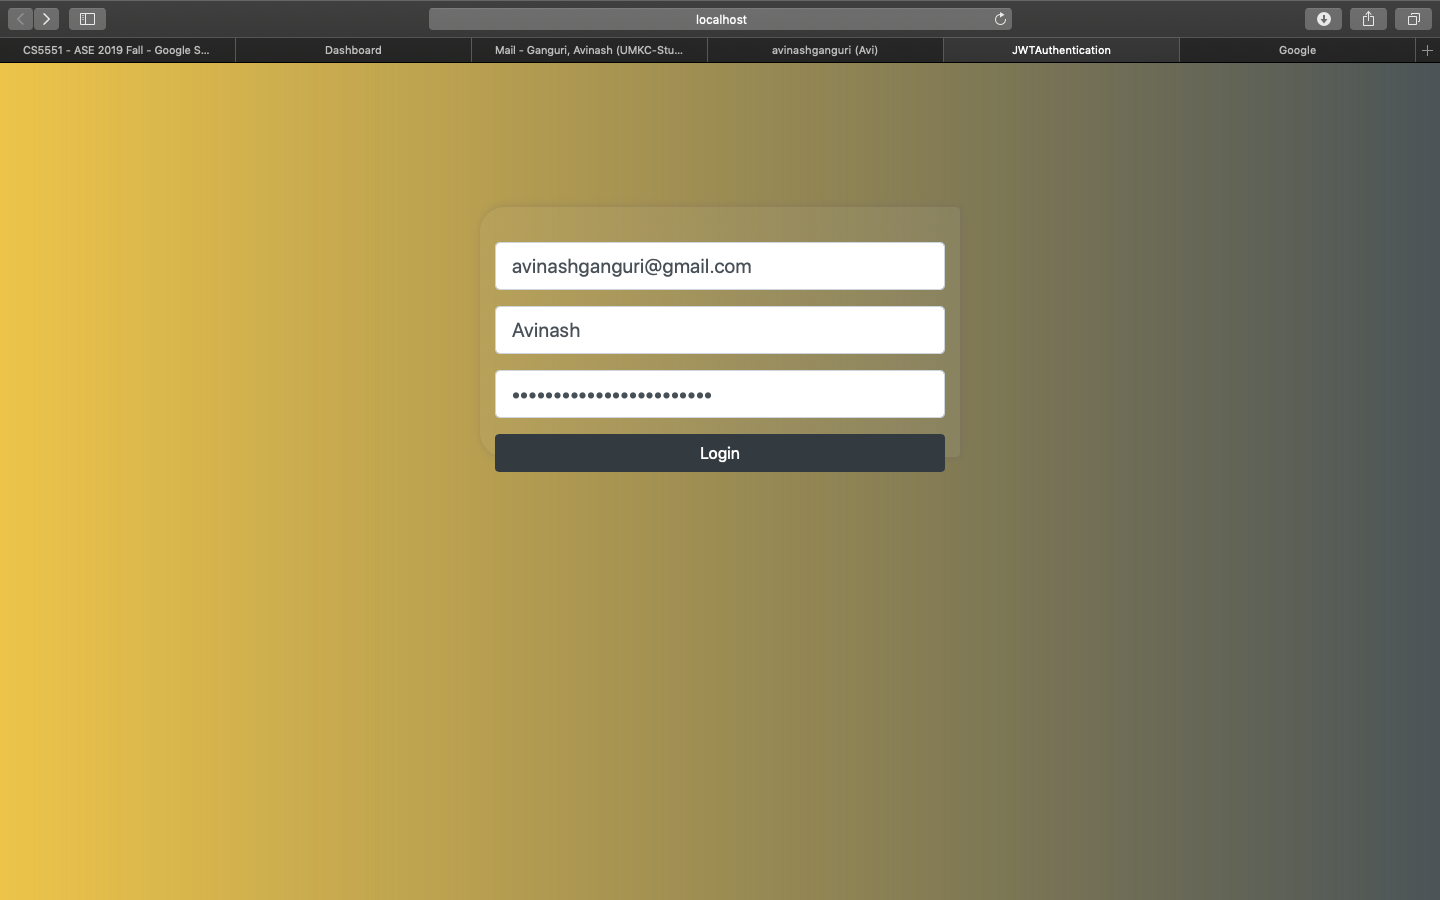 localhost
CS5551 - ASE 2019 Fall - Google S...
Dashboard
Mail - Ganguri, Avinash (UMKC-Stu...
avinashganguri (Avi)
JWTAuthentication
Google
avinashganguri@gmail.com
Avinash
Login